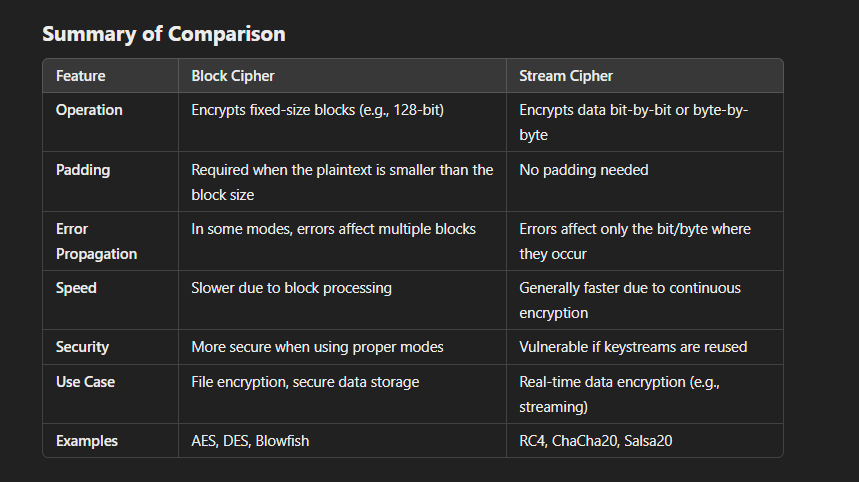 Summary of Comparison
Feature Block Cipher Stream Cipher
Operation Encrypts fixed-size blocks (e.g., 128-bit) Encrypts data bit-by-bit or byte-by-
byte
Padding Required when the plaintext is smaller than the No padding needed
block size
Error In some modes, errors affect multiple blocks Errors affect only the bit/byte where
Propagation they occur
Speed Slower due to block processing Generally faster due to continuous
encryption
Security More secure when using proper modes Vulnerable if keystreams are reused
Use Case File encryption, secure data storage Real-time data encryption (e.g.,
streaming)
Examples AES, DES, Blowfish RC4, ChaCha20, Salsa20